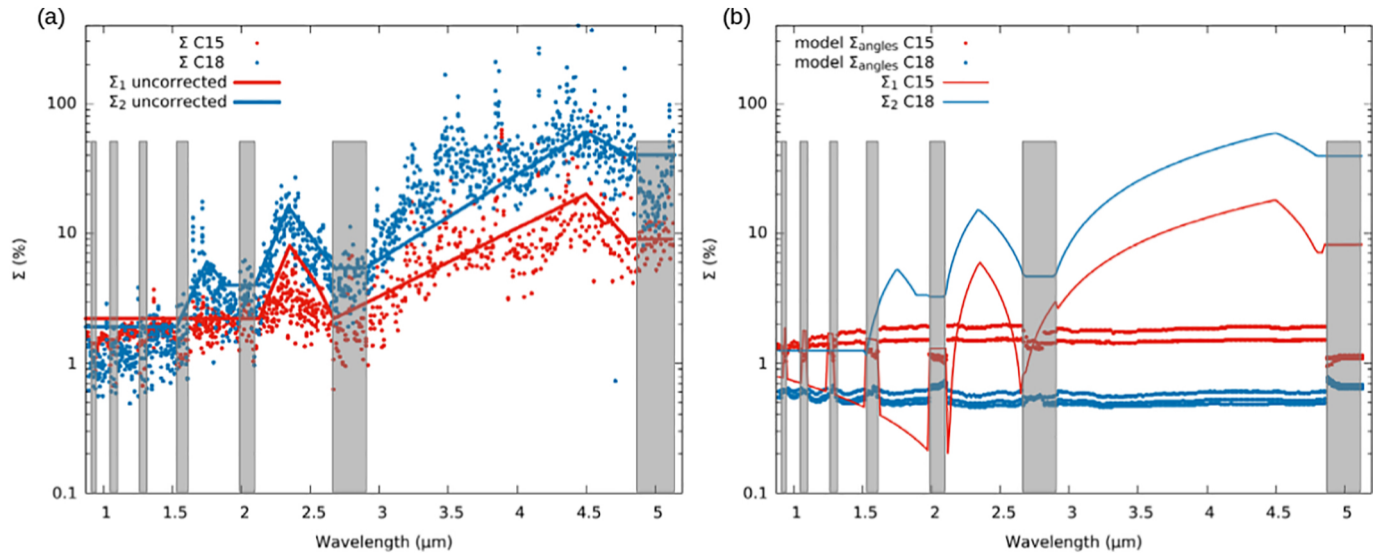 (a)
Σ C15
Σ C18
Σ1 uncorrected
Σ2 uncorrected
100
10
1
0.1
Σ (%)
1 1.5 2 2.5 3 3.5 4 4.5 5
Wavelength (μm)
(b)
model Σangles C15
model Σangles C18
Σ1 C15
Σ2 C18
100
10
1
0.1
Σ (%)
1 1.5 2 2.5 3 3.5 4 4.5 5
Wavelength (μm)